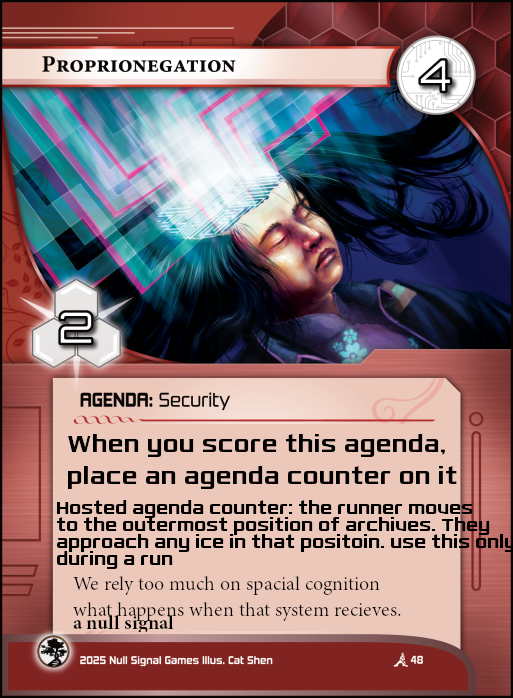 Proprionegation
4
2
AGENDA: Security
When you score this agenda,
place an agenda counter on it
Hosted agenda counter: the runner moves
to the outermost position of archives. They
approach any ice in that positoin. use this only
during a run
We rely too much on spacial cognition
what happens when that system recieves.
a null signal
2025 Null Signal Games Illus. Cat Shen
48